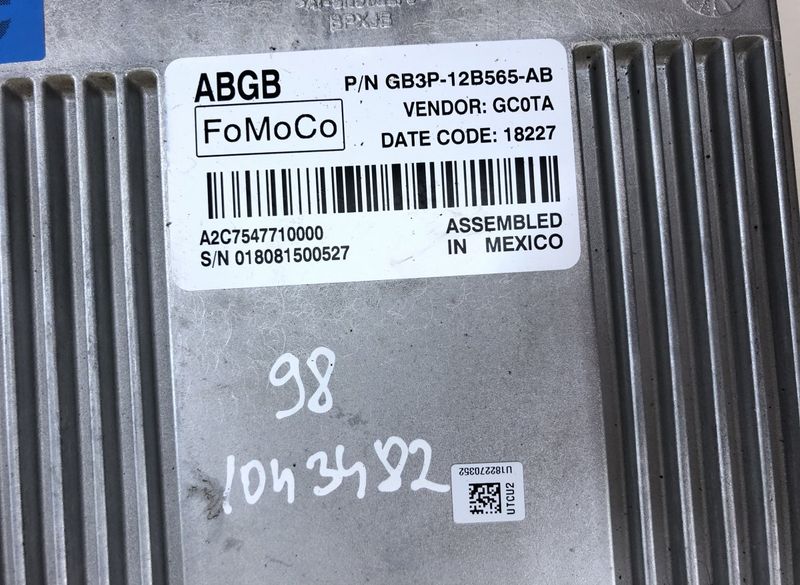 ABGB
P/N GB3P-12B565-AB
FoMoCo
VENDOR: GC0TA
DATE CODE: 18227
A2C7547710000
ASSEMBLED
S/N 018081500527
IN MEXICO
98
1043482
U182270352
UTCU2